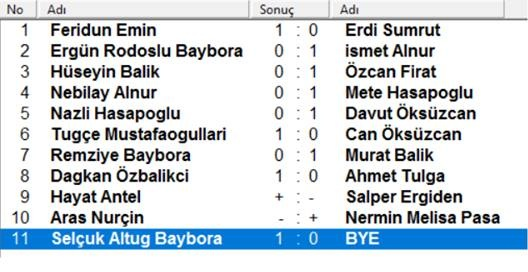 No Adı Sonuç Adı
1 Feridun Emin 1 : 0 Erdi Sumrut
2 Ergün Rodoslu Baybora 0 : 1 ismet Alnur
3 Hüseyin Balik 0 : 1 Özcan Firat
4 Nebilay Alnur 0 : 1 Mete Hasapoglu
5 Nazli Hasapoglu 0 : 1 Davut Öksüzcan
6 Tugçe Mustafaogullari 1 : 0 Can Öksüzcan
7 Remziye Baybora 0 : 1 Murat Balik
8 Dagkan Özbalikci 1 : 0 Ahmet Tulga
9 Hayat Antel + : - Salper Ergiden
10 Aras Nurçin - : + Nermin Melisa Pasa
11 Selçuk Altug Baybora 1 : 0 BYE